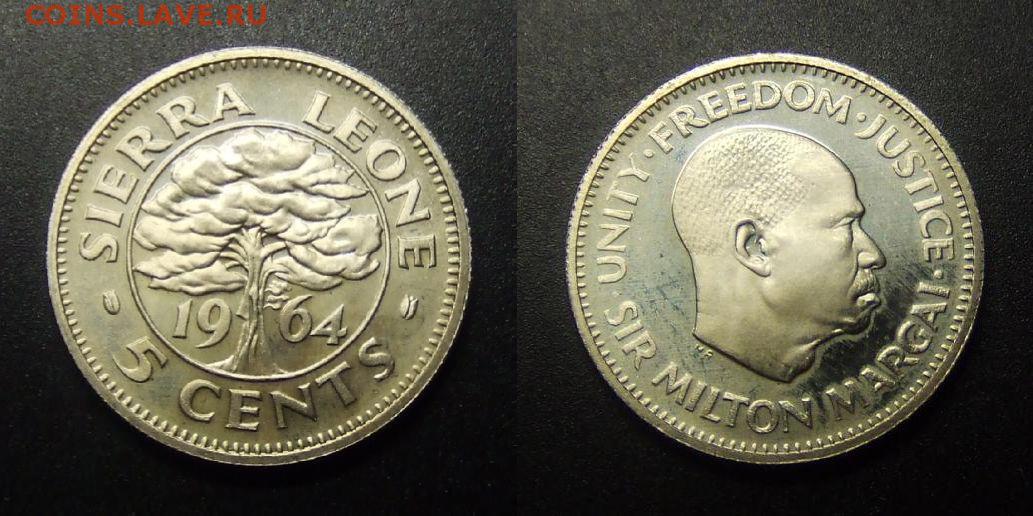 COINS.LAVE.RU
SIERRA LEONE
1964
5 CENTS
· UNITY · FREEDOM · JUSTICE ·
SIR MILTON MARGAI